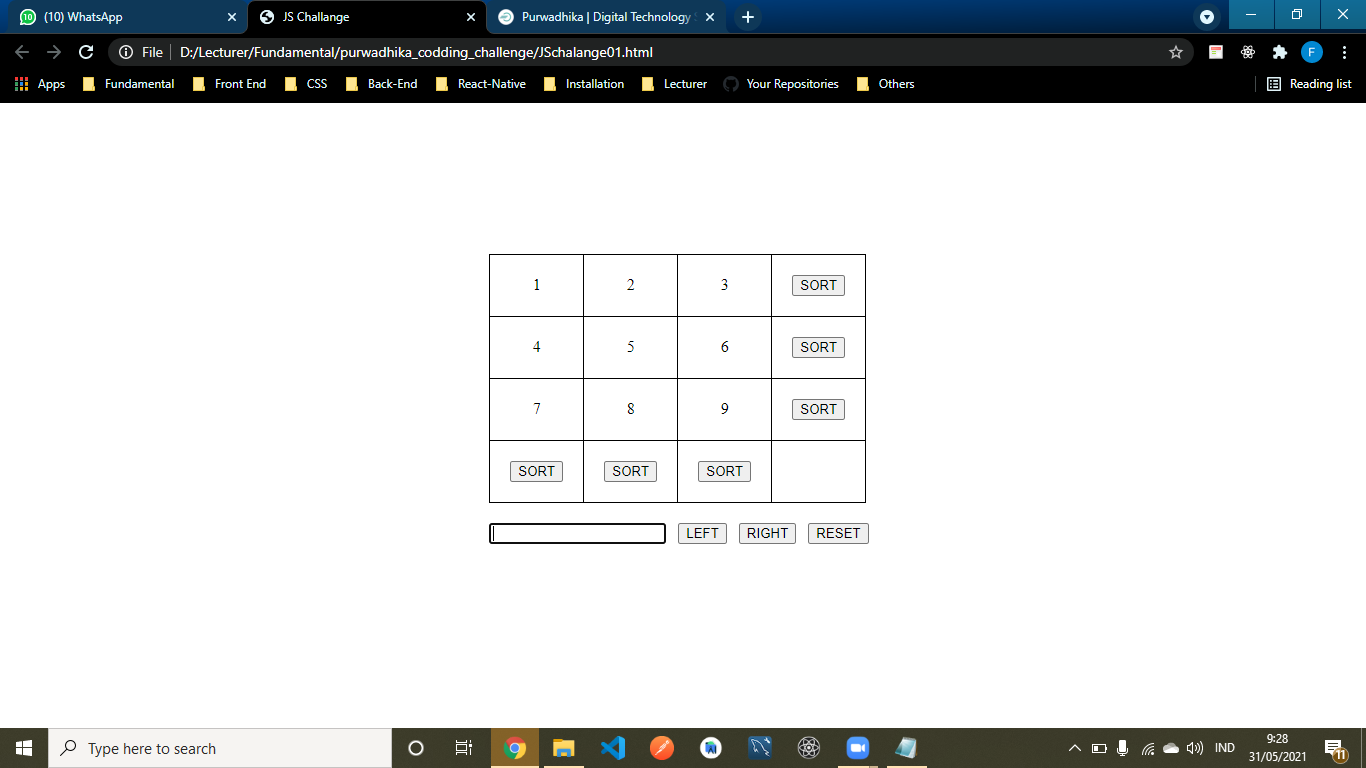 (10) WhatsApp
JS Challange
Purwadhika | Digital Technology
File D:/Lecturer/Fundamental/purwadhika_codding_challenge/JSchalange01.html
F
Apps Fundamental Front End CSS Back-End React-Native Installation Lecturer Your Repositories Others Reading list
1 2 3 SORT
4 5 6 SORT
7 8 9 SORT
SORT SORT SORT
LEFT RIGHT RESET
Type here to search
IND
9:28
31/05/2021
11